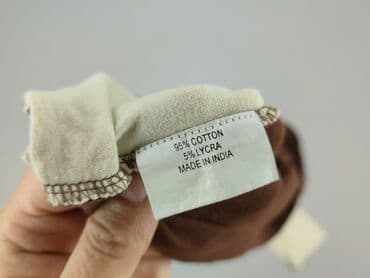 95% COTTON
5% LYCRA
MADE IN INDIA